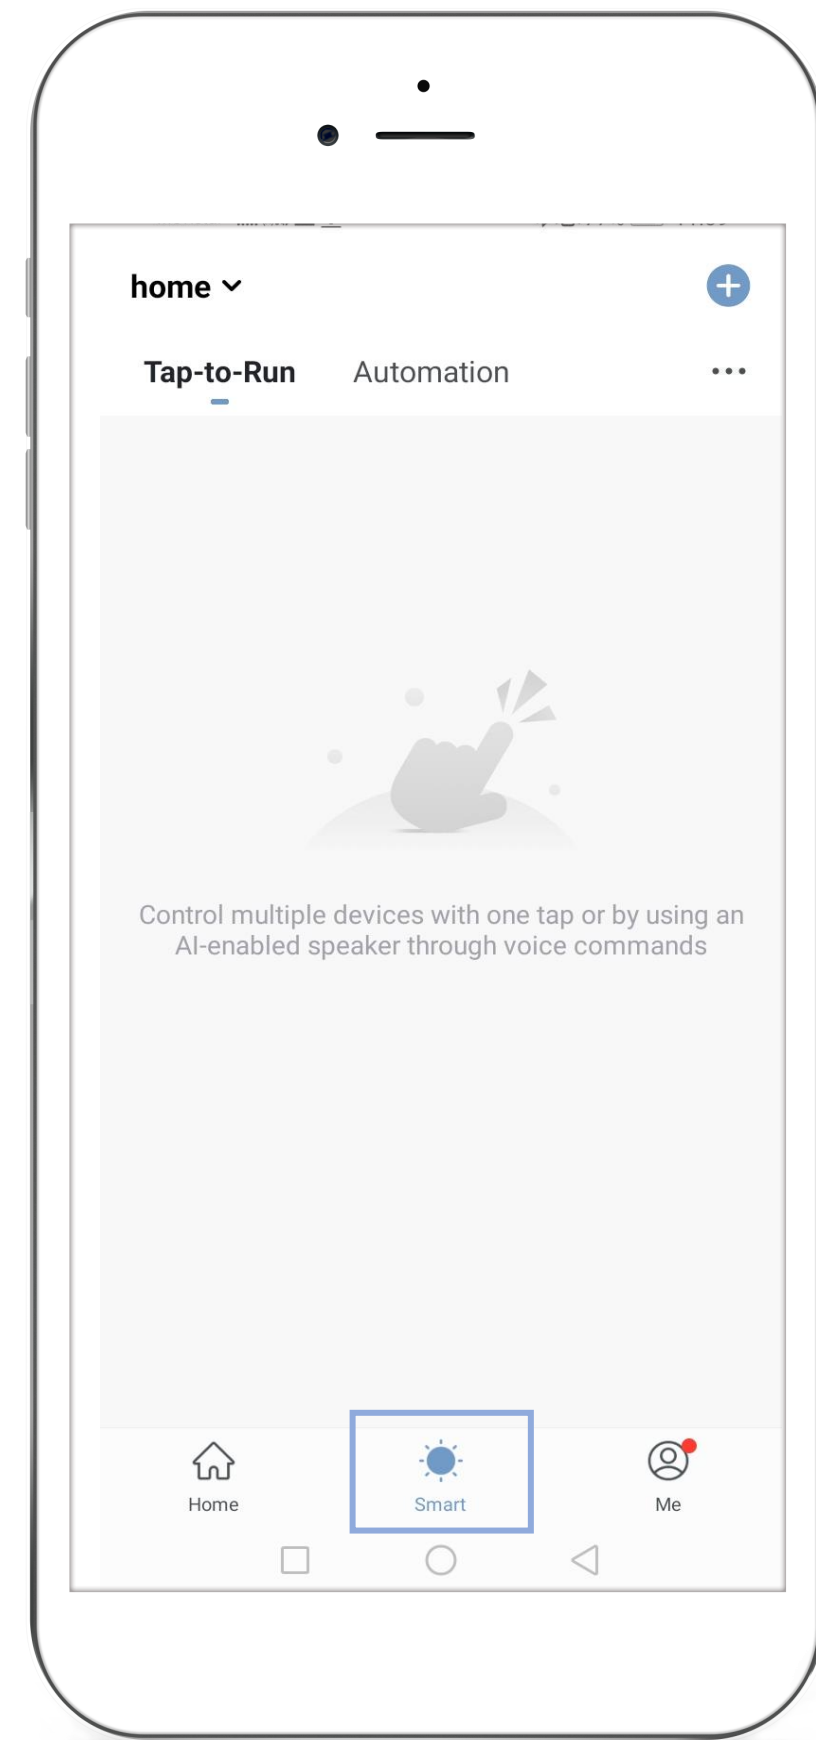 home
Tap-to-Run
Automation
Control multiple devices with one tap or by using an
AI-enabled speaker through voice commands
Home
Smart
Me